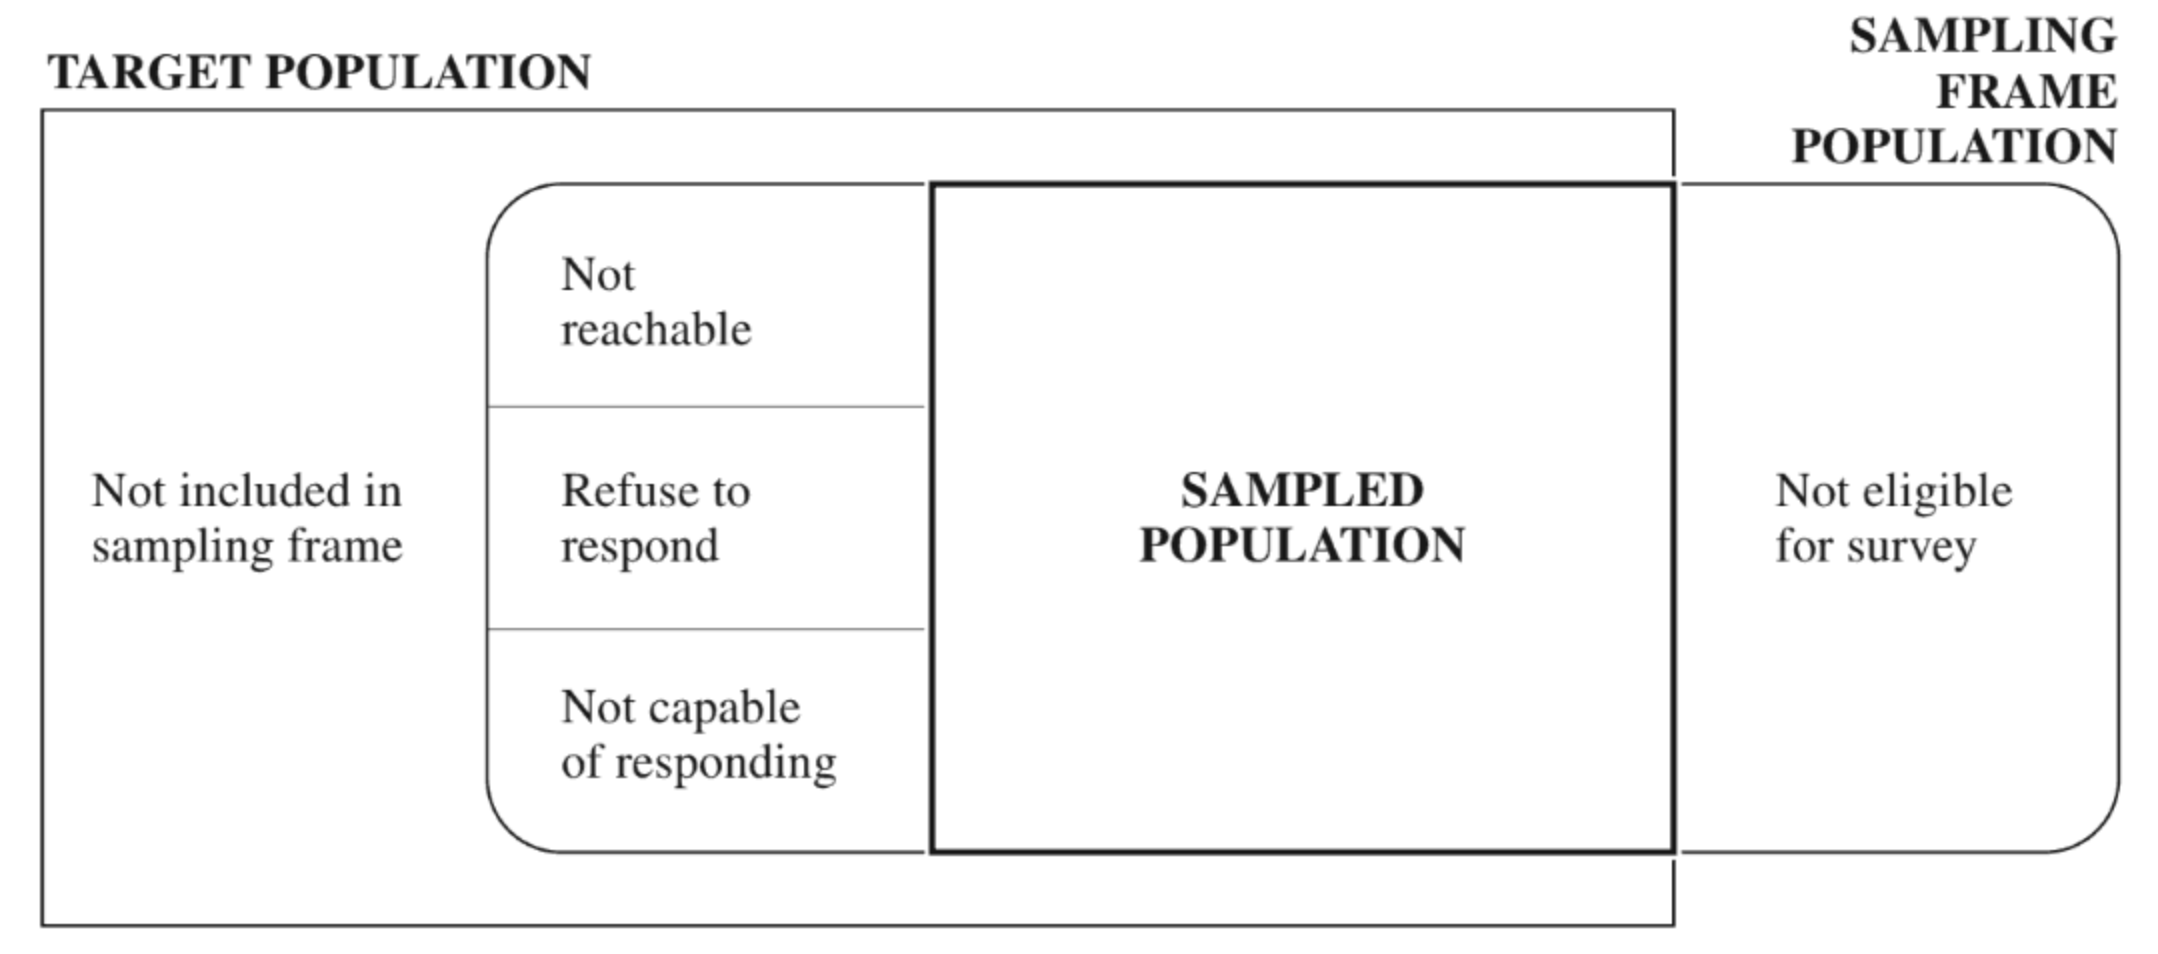 TARGET POPULATION
SAMPLING
FRAME
POPULATION
Not
reachable
Not included in
sampling frame
Refuse to
respond
Not capable
of responding
SAMPLED
POPULATION
Not eligible
for survey